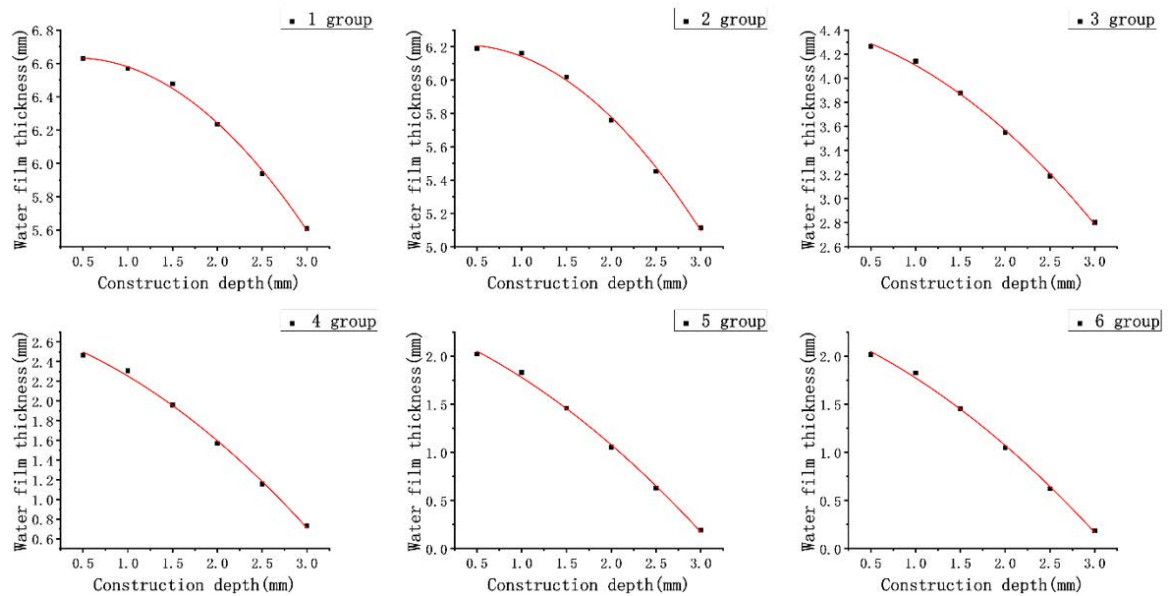 1 group
Water film thickness(mm)
6.8
6.6
6.4
6.2
6.0
5.8
5.6
0.5 1.0 1.5 2.0 2.5 3.0
Construction depth(mm)
2 group
Water film thickness(mm)
6.2
6.0
5.8
5.6
5.4
5.2
5.0
0.5 1.0 1.5 2.0 2.5 3.0
Construction depth(mm)
3 group
Water film thickness(mm)
4.4
4.2
4.0
3.8
3.6
3.4
3.2
3.0
2.8
2.6
0.5 1.0 1.5 2.0 2.5 3.0
Construction depth(mm)
4 group
Water film thickness(mm)
2.6
2.4
2.2
2.0
1.8
1.6
1.4
1.2
1.0
0.8
0.6
0.5 1.0 1.5 2.0 2.5 3.0
Construction depth(mm)
5 group
Water film thickness(mm)
2.0
1.5
1.0
0.5
0.0
0.5 1.0 1.5 2.0 2.5 3.0
Construction depth(mm)
6 group
Water film thickness(mm)
2.0
1.5
1.0
0.5
0.0
0.5 1.0 1.5 2.0 2.5 3.0
Construction depth(mm)